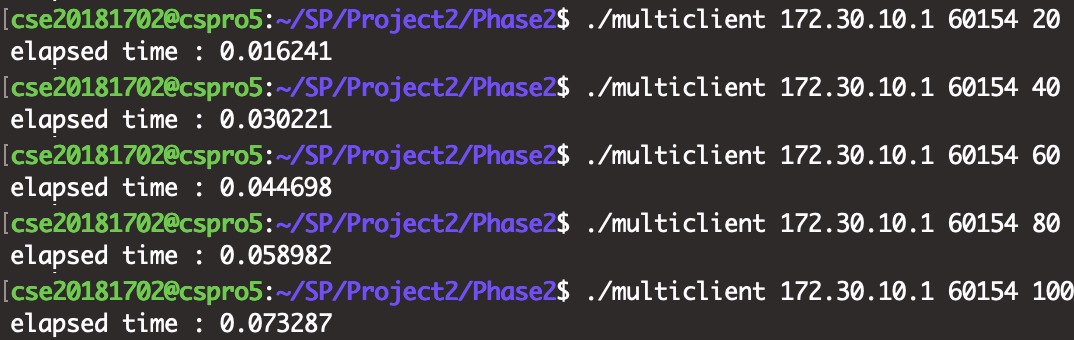 [cse20181702@cspro5:~/SP/Project2/Phase2$ ./multiclient 172.30.10.1 60154 20
elapsed time : 0.016241
[cse20181702@cspro5:~/SP/Project2/Phase2$ ./multiclient 172.30.10.1 60154 40
elapsed time : 0.030221
[cse20181702@cspro5:~/SP/Project2/Phase2$ ./multiclient 172.30.10.1 60154 60
elapsed time : 0.044698
[cse20181702@cspro5:~/SP/Project2/Phase2$ ./multiclient 172.30.10.1 60154 80
elapsed time : 0.058982
[cse20181702@cspro5:~/SP/Project2/Phase2$ ./multiclient 172.30.10.1 60154 100
elapsed time : 0.073287